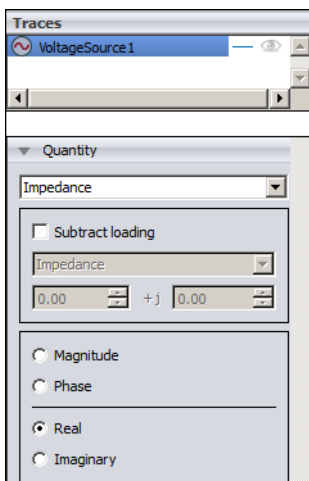 Traces
VoltageSource1
Quantity
Impedance
Subtract loading
Impedance
0.00 +j 0.00
Magnitude
Phase
Real
Imaginary